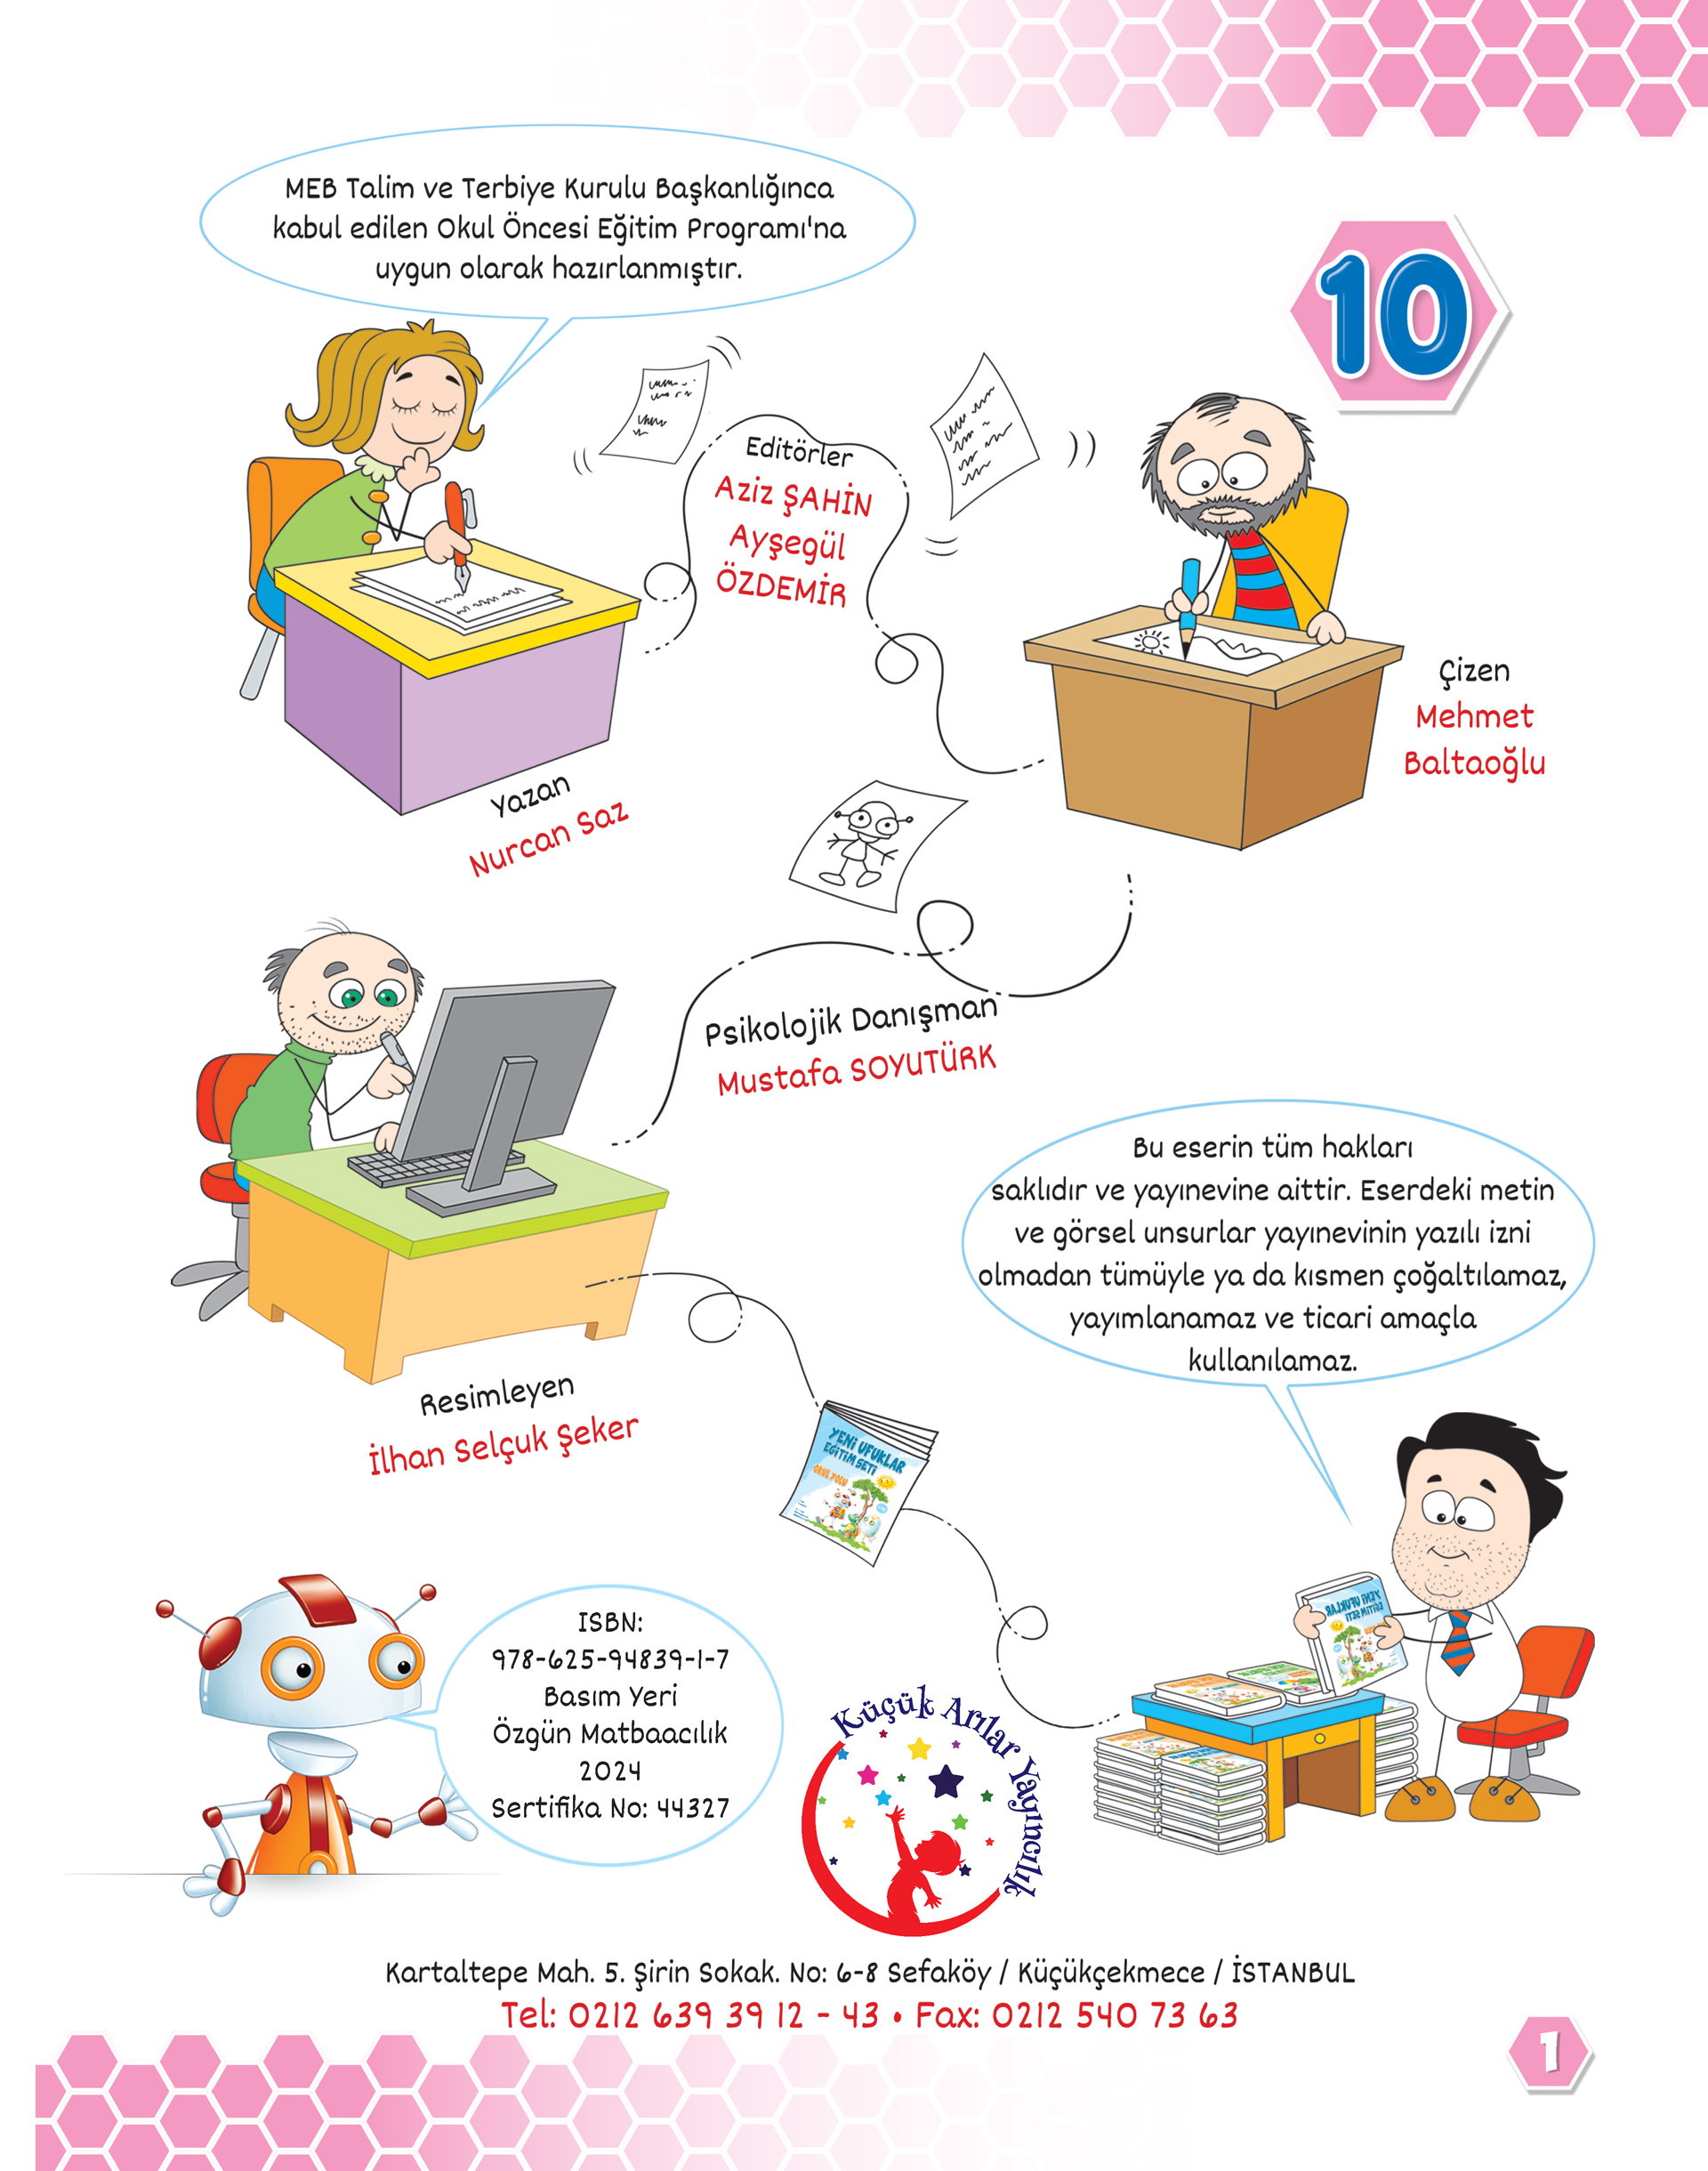 MEB Talim ve Terbiye Kurulu Başkanlığınca
kabul edilen Okul Öncesi Eğitim Programı'na
uygun olarak hazırlanmıştır.
10
Editörler
Aziz ŞAHİN
Ayşegül
ÖZDEMİR
Çizen
Mehmet
Baltaoğlu
Yazan
Nurcan Saz
Psikolojik Danışman
Mustafa SOYUTÜRK
Bu eserin tüm hakları
saklıdır ve yayınevine aittir. Eserdeki metin
ve görsel unsurlar yayınevinin yazılı izni
olmadan tümüyle ya da kısmen çoğaltılamaz,
yayımlanamaz ve ticari amaçla
kullanılamaz.
Resimleyen
İlhan Selçuk Şeker
YENİ UFUKLAR
EĞİTİM SETİ
OKUL YOLU
YENİ UFUKLAR
EĞİTİM SETİ
ISBN:
978-625-94839-1-7
Basım Yeri
Özgün Matbaacılık
2024
Sertifika No: 44327
Küçük Arılar Yayıncılık
Kartaltepe Mah. 5. Şirin Sokak. No: 6-8 Sefaköy / Küçükçekmece / İSTANBUL
Tel: 0212 639 39 12 - 43 • Fax: 0212 540 73 63
1